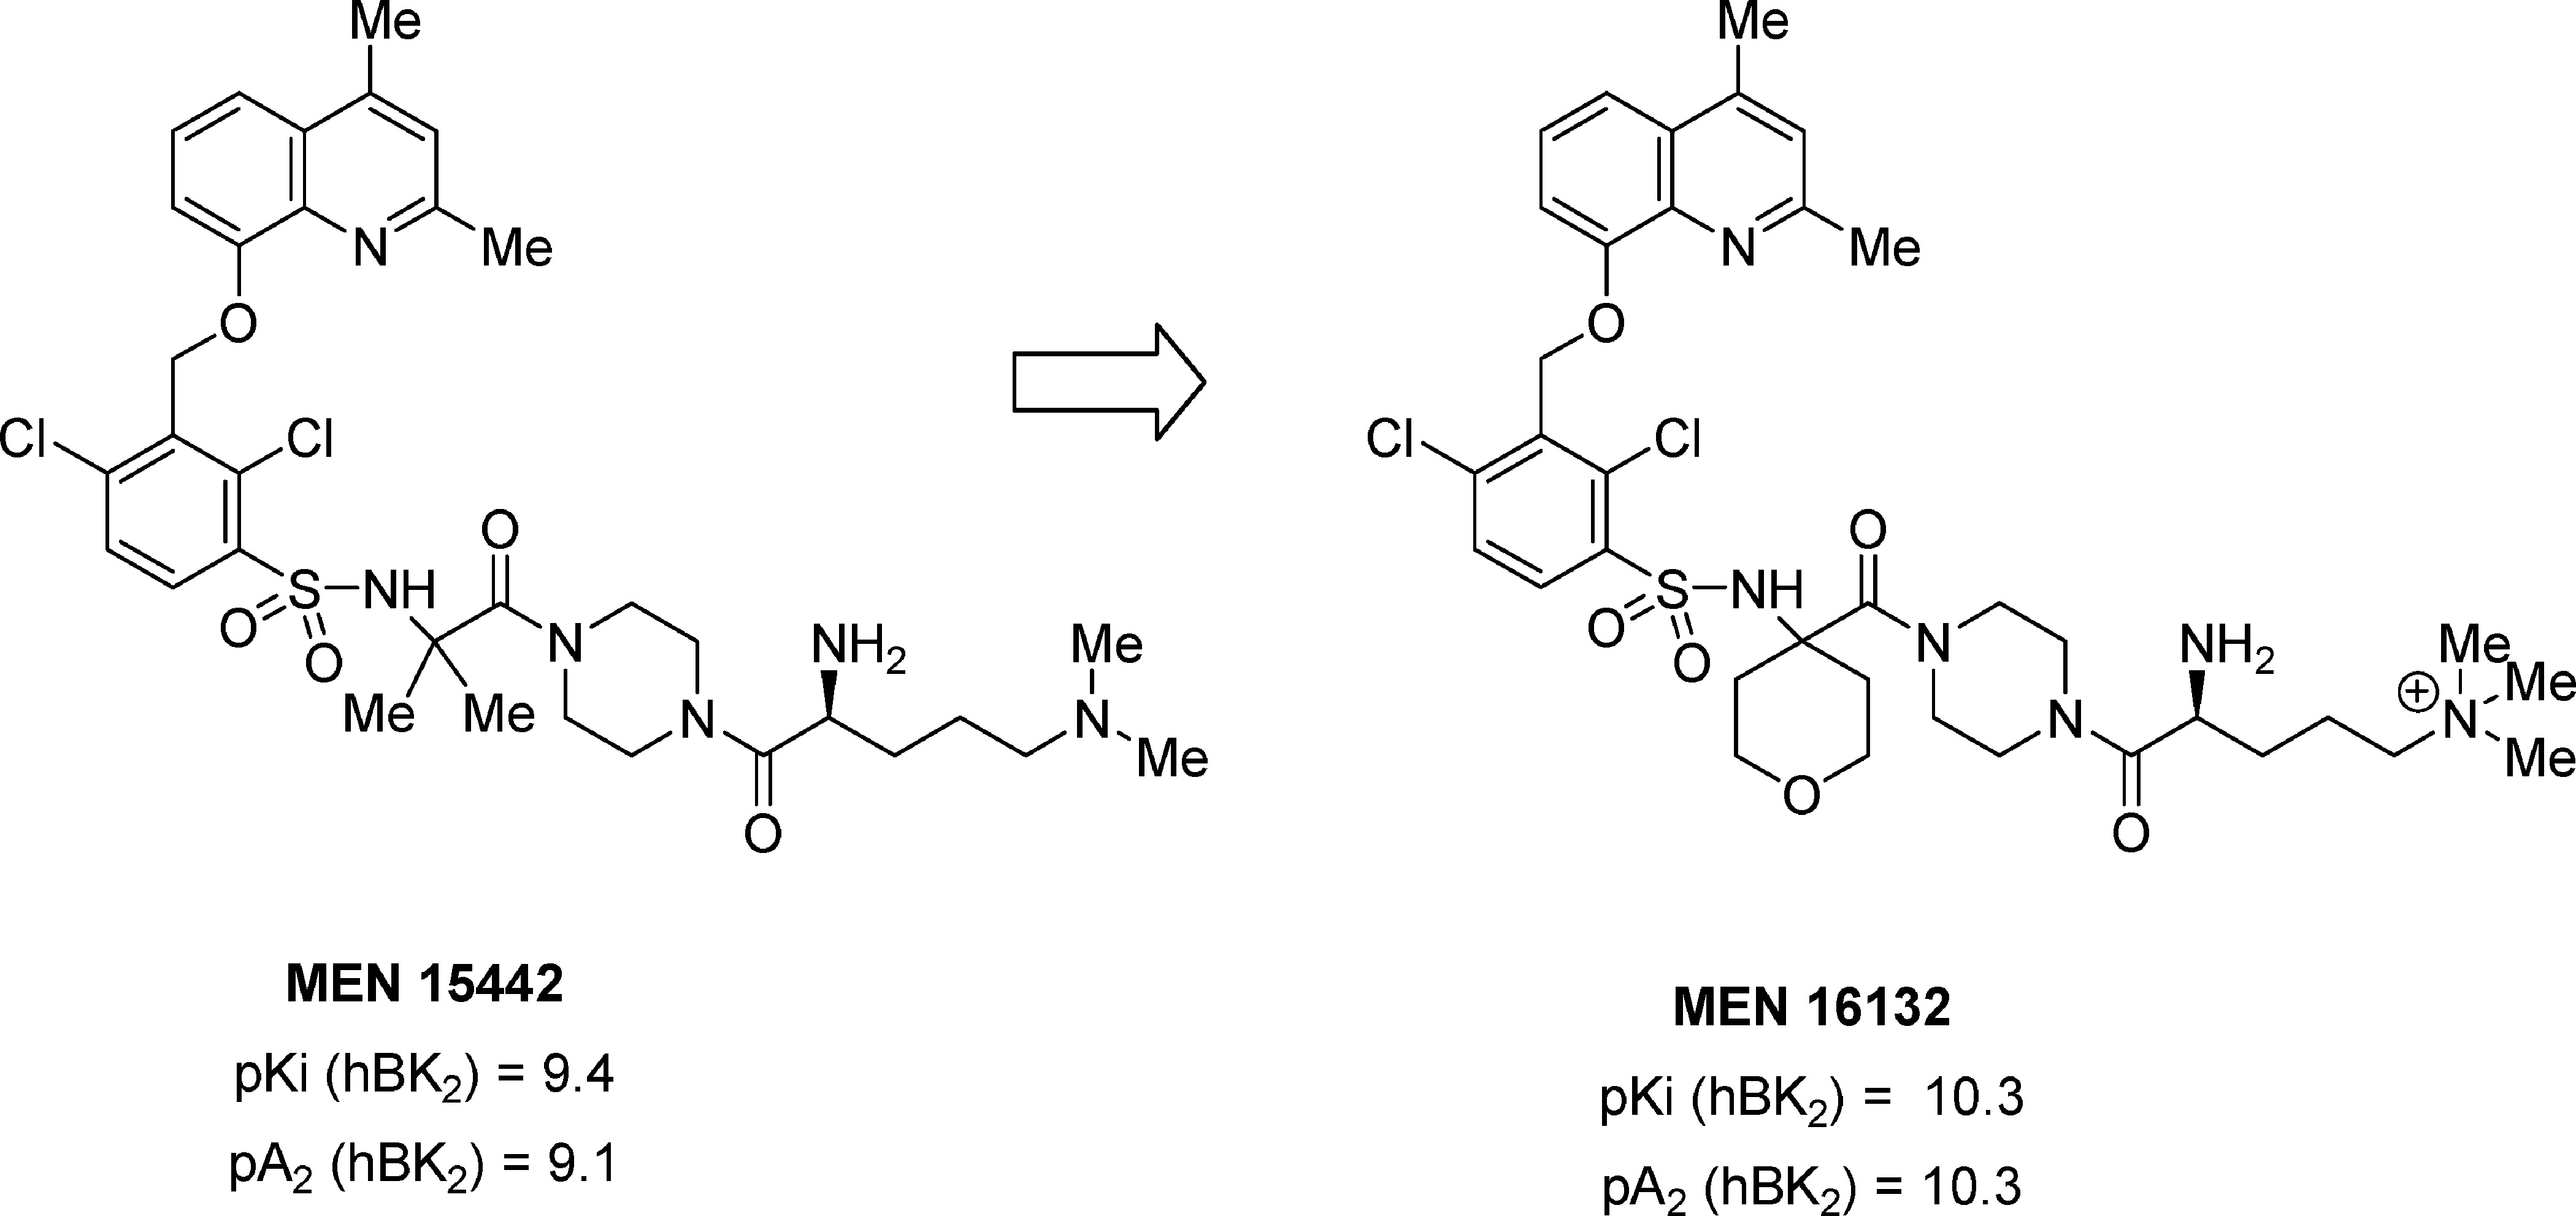 Me
N
Me
O
Cl
Cl
O
S
NH
O
O
Me
Me
N
N
O
NH2
Me
N
Me
MEN 15442
pKi (hBK2) = 9.4
pA2 (hBK2) = 9.1
Me
N
Me
O
Cl
Cl
O
S
NH
O
O
O
N
N
O
NH2
+
N
Me
Me
Me
MEN 16132
pKi (hBK2) = 10.3
pA2 (hBK2) = 10.3